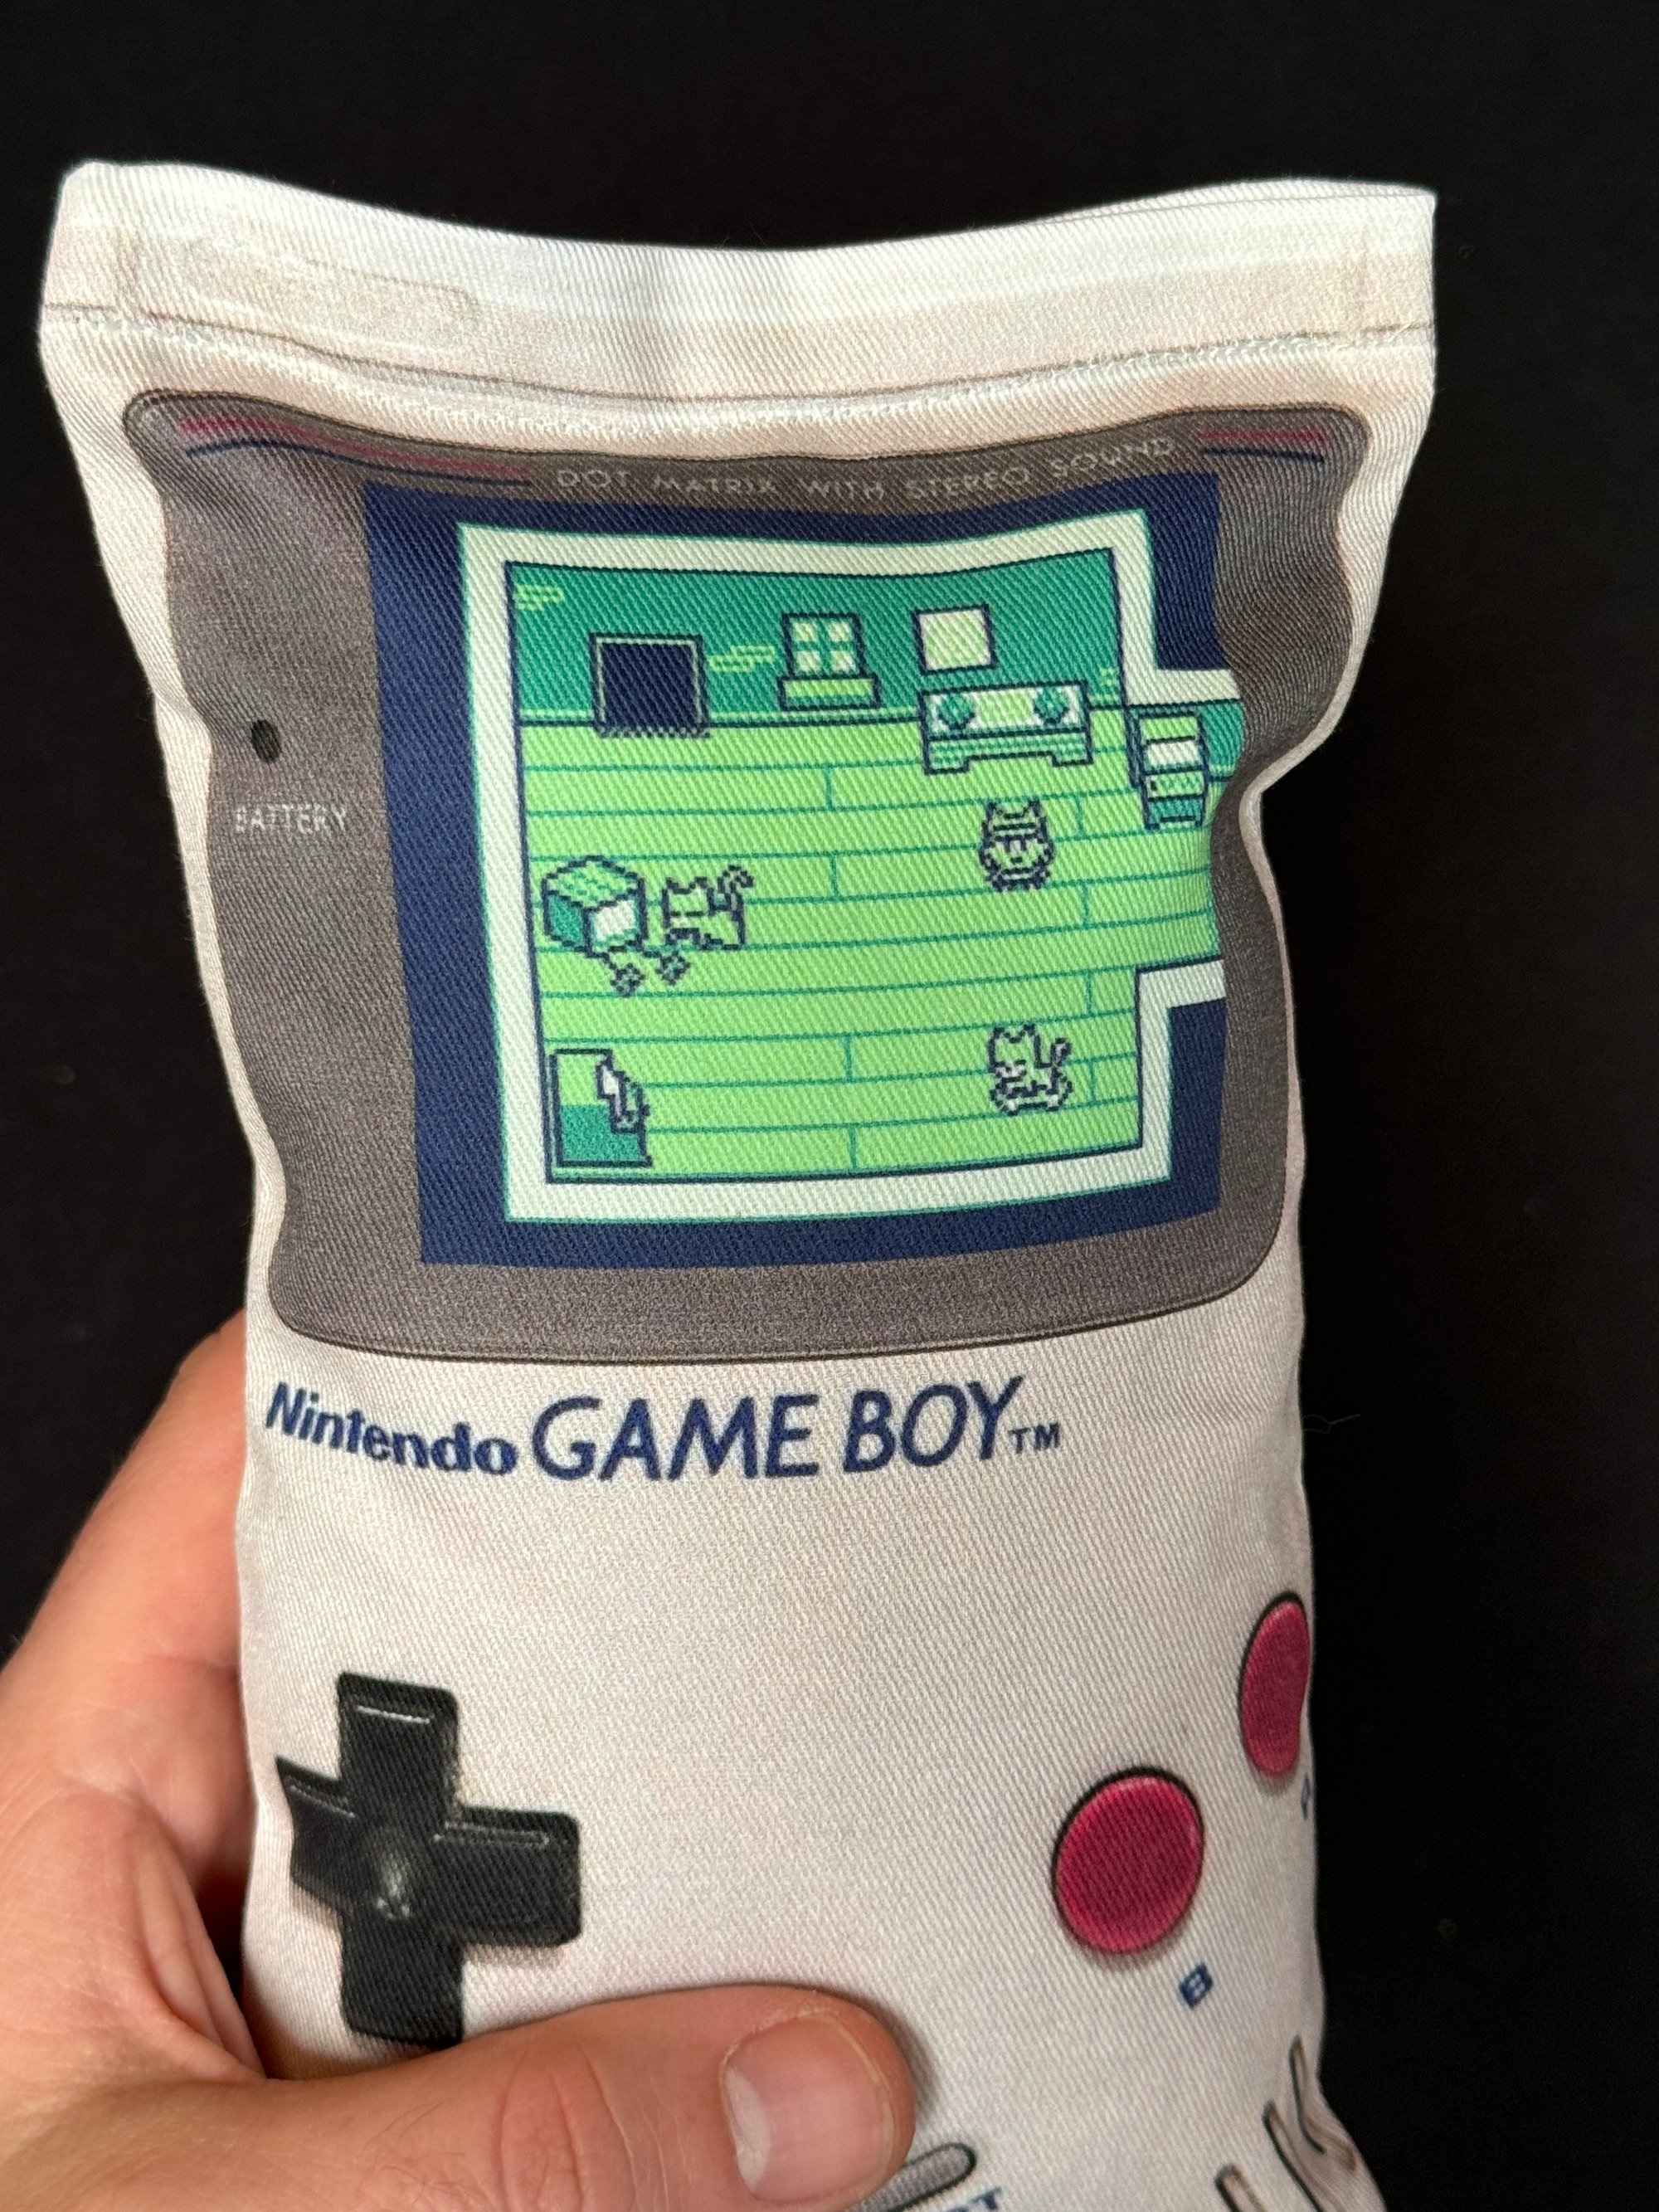 DOT MATRIX WITH STEREO SOUND
BATTERY
Nintendo GAME BOY™
B